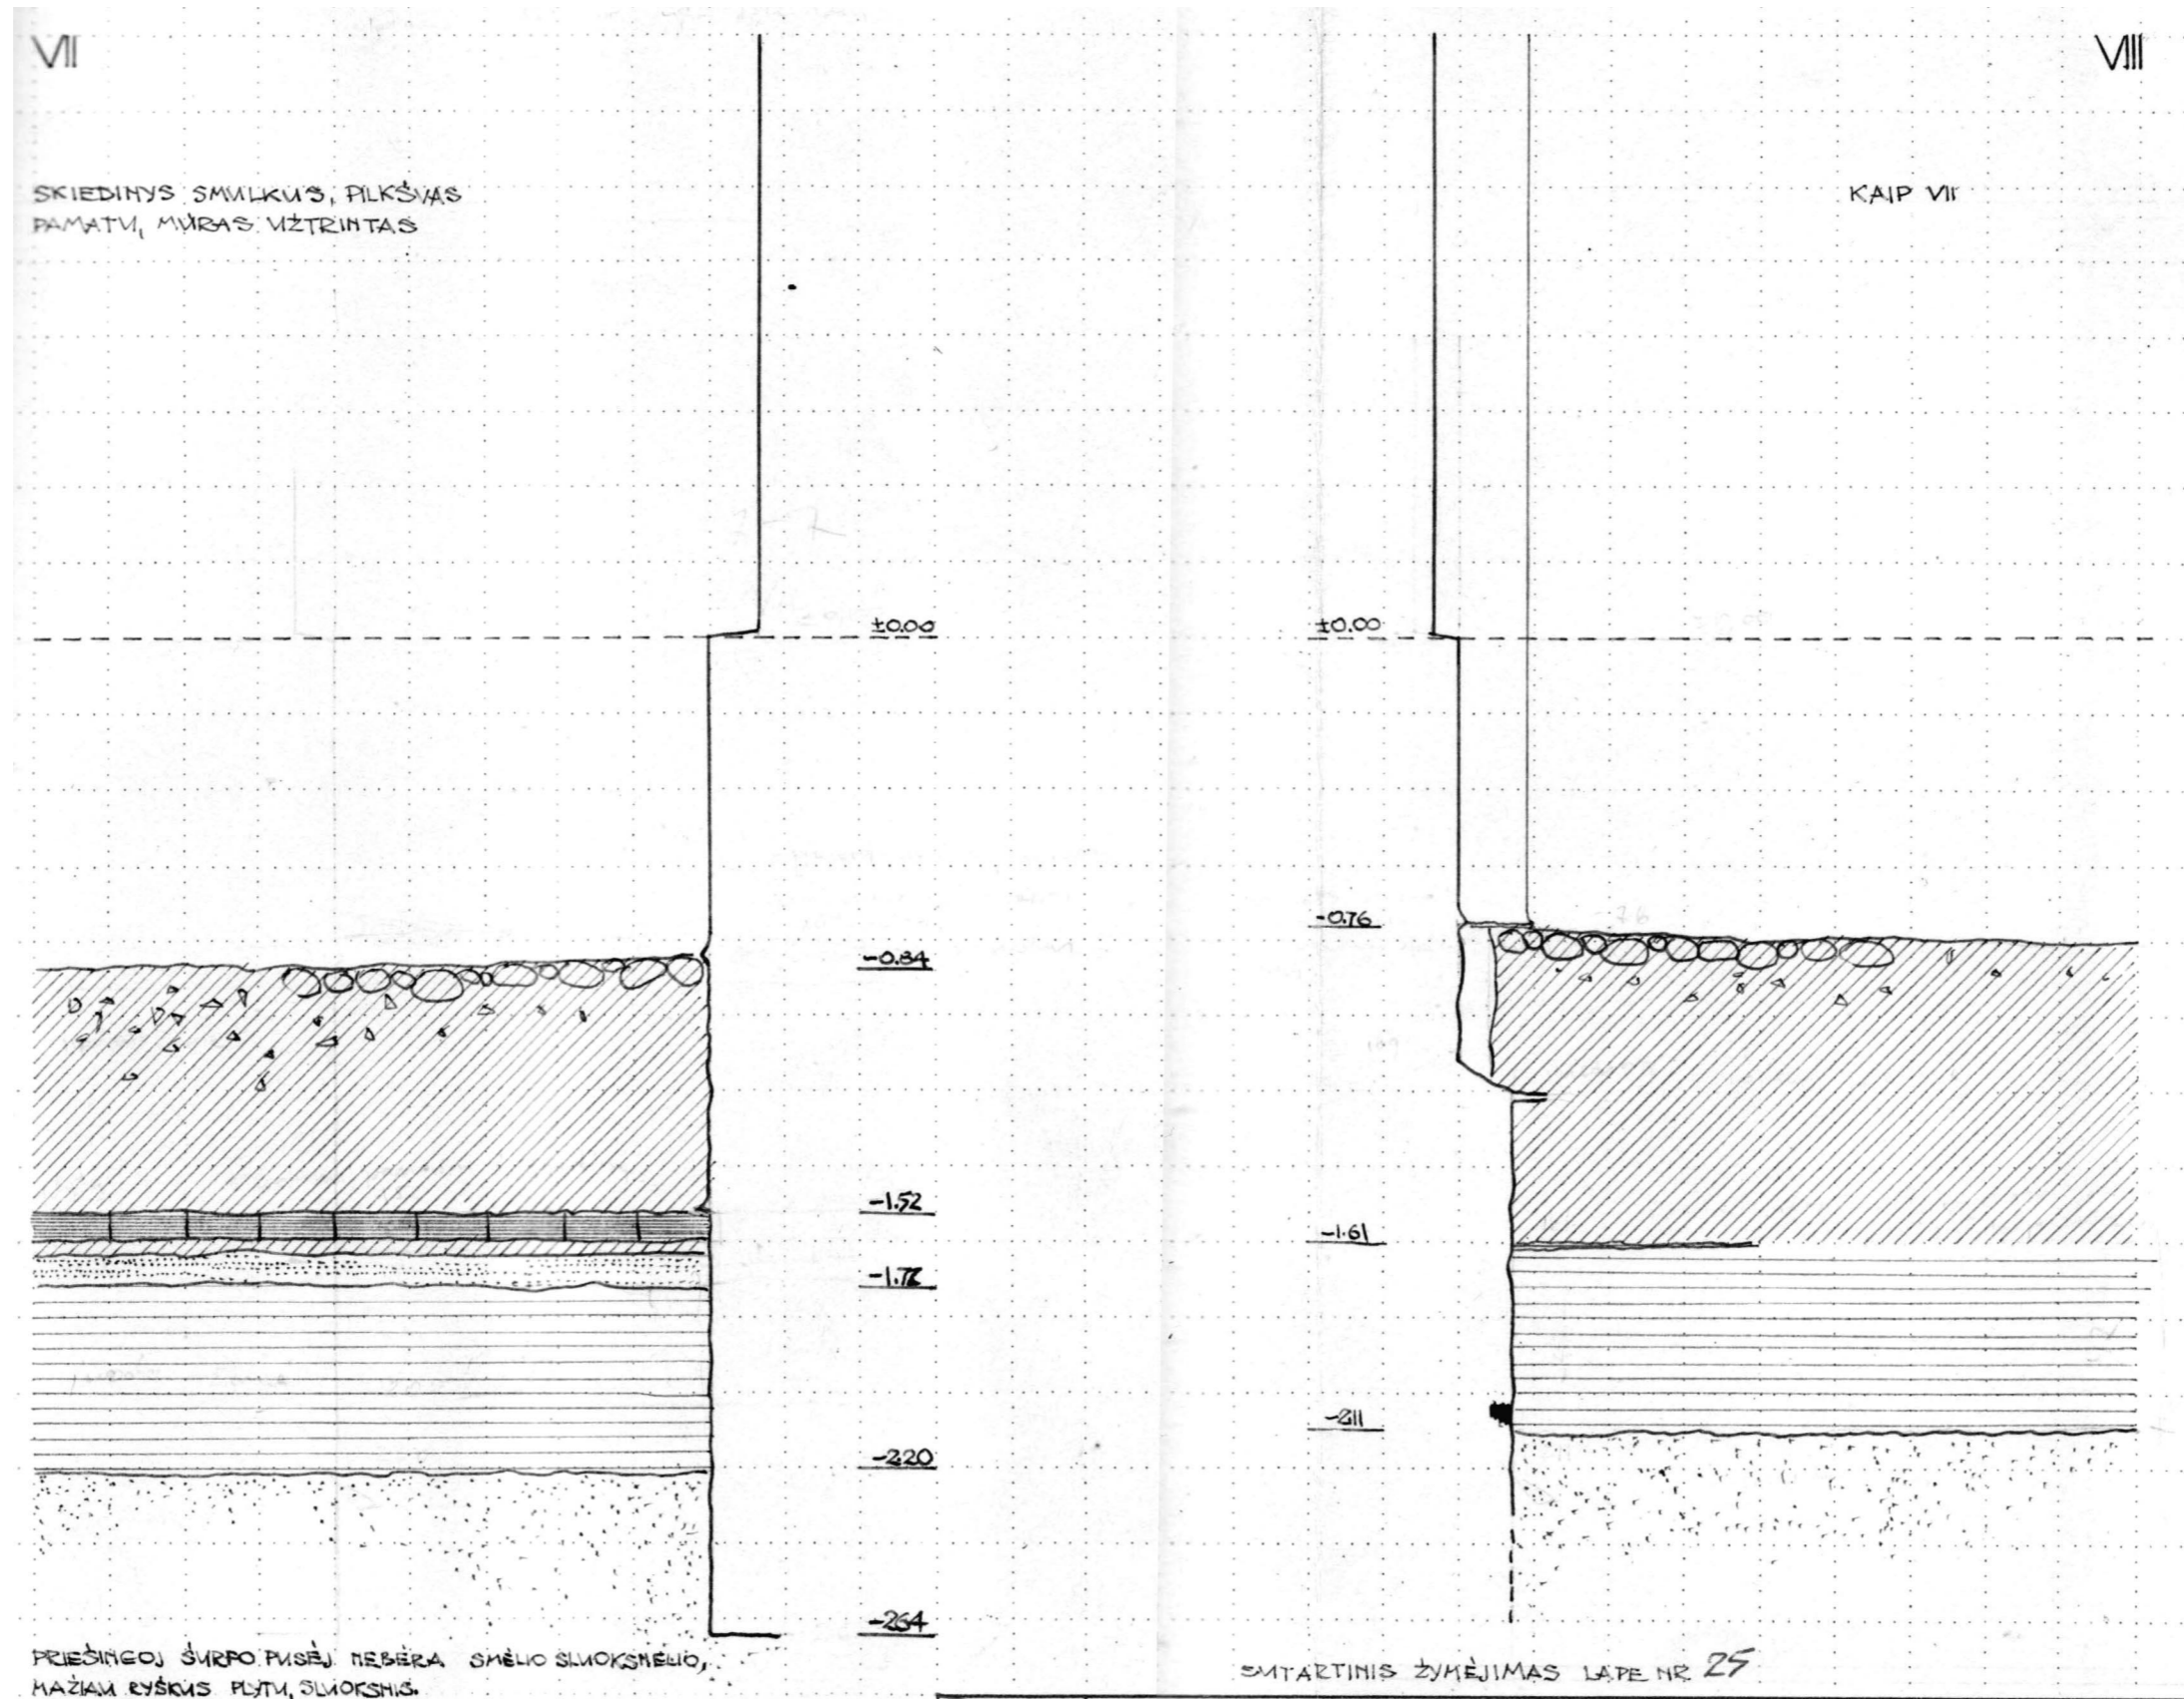 VII
VIII
SKIEDINYS SMULKUS, PILKŠVAS
PAMATŲ, MŪRAS UŽTRINTAS
KAIP VII
±0.00
±0.00
-0.76
-0.84
-1.52
-1.61
-2.11
-2.20
-2.64
PRIEŠINGOJ ŠURFO PUSĖJ NEBĖRA SMĖLIO SLUOKSNELIO,
MAŽIAU RYŠKUS PLYTŲ, SLUOKSNIS.
SUTARTINIS ŽYMĖJIMAS LAPE NR 25